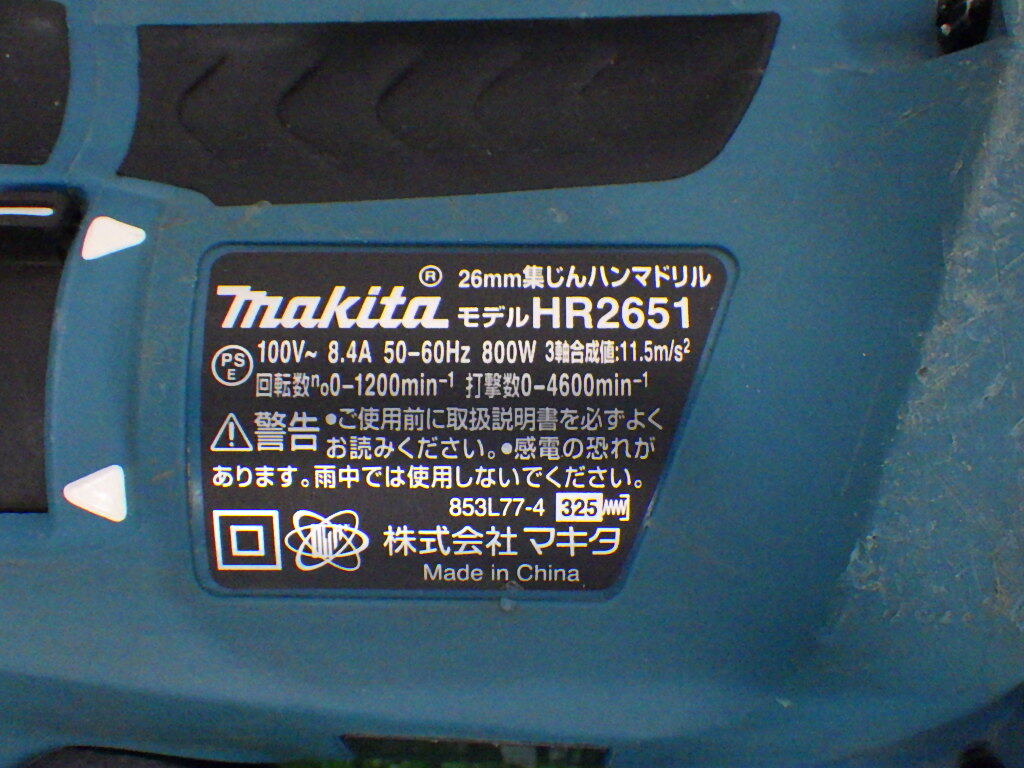 makita® 26mm集じんハンマドリル
モデルHR2651
PS E 100V~ 8.4A 50-60Hz 800W 3軸合成値:11.5m/s²
回転数n₀0-1200min⁻¹ 打撃数0-4600min⁻¹
警告 •ご使用前に取扱説明書を必ずよく
お読みください。•感電の恐れが
あります。雨中では使用しないでください。
853L77-4 325
株式会社 マキタ
Made in China